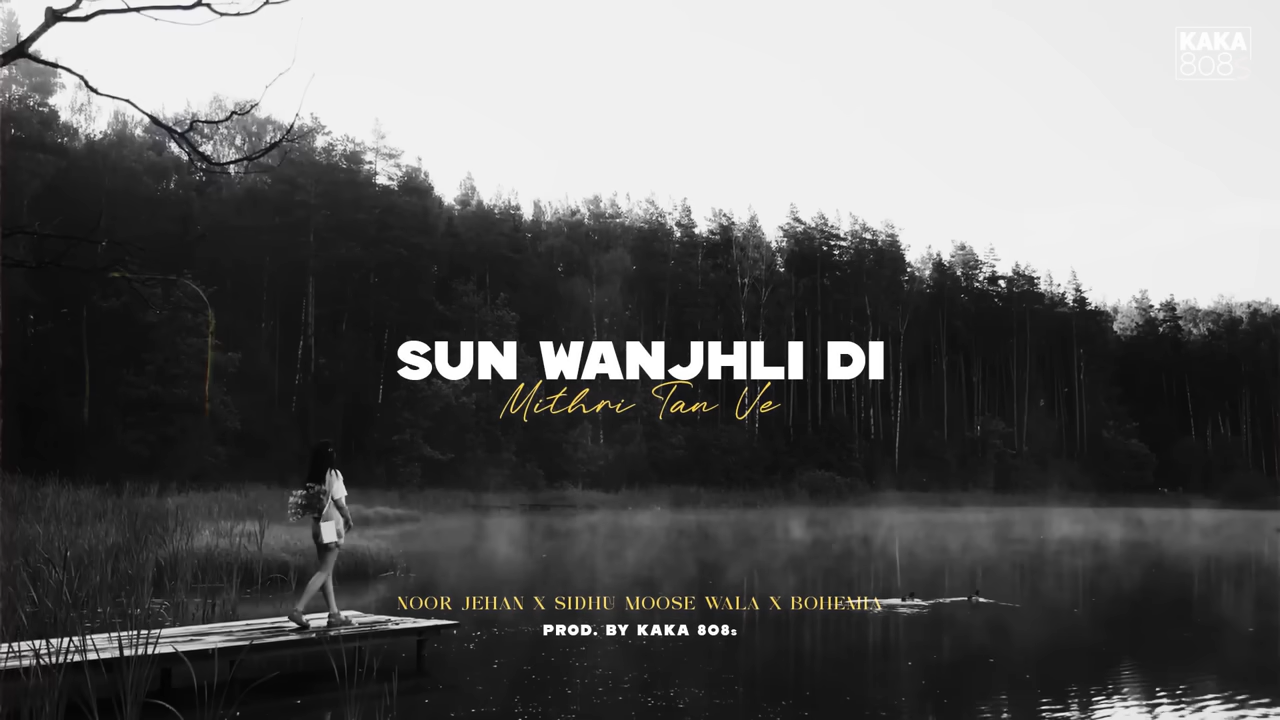 KAKA
808s
SUN WANJHLI DI
Mithri Tan Ve
NOOR JEHAN X SIDHU MOOSE WALA X BOHEMIA
PROD. BY KAKA 808s